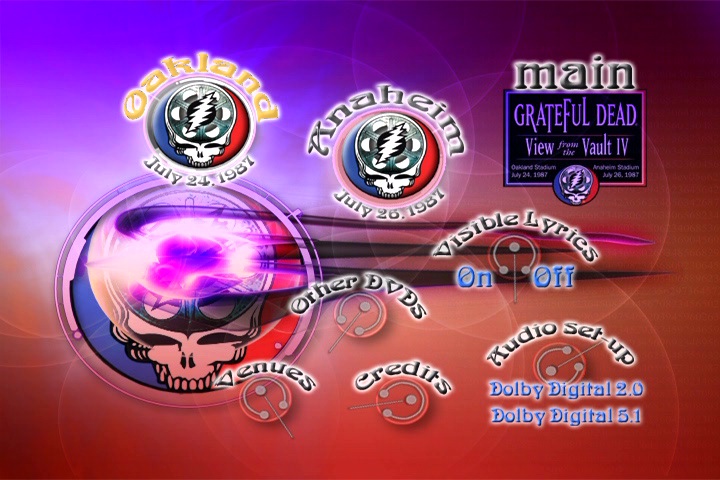 Oakland
July 24, 1987
Anaheim
July 26, 1987
main
GRATEFUL DEAD
View from the Vault IV
Oakland Stadium
July 24, 1987
Anaheim Stadium
July 26, 1987
Visible Lyrics
On Off
Other DVDs
Venues
Credits
Audio Set-up
Dolby Digital 2.0
Dolby Digital 5.1